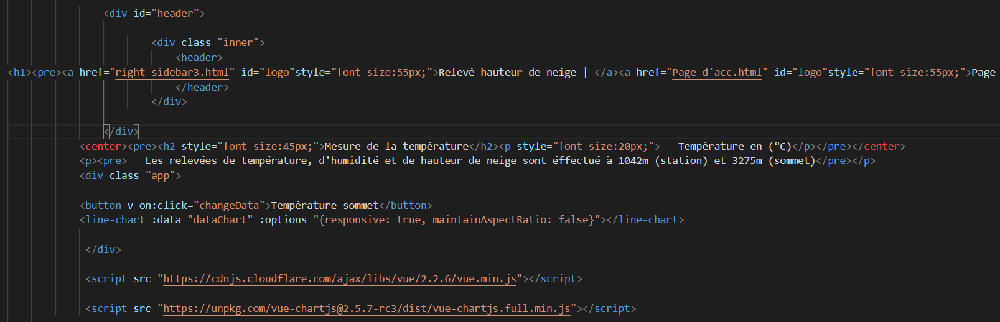 <div id="header">
<div class="inner">
<header>
<h1><pre><a href="right-sidebar3.html" id="logo"style="font-size:55px;">Relevé hauteur de neige | </a><a href="Page d'acc.html" id="logo"style="font-size:55px;">Page
</header>
</div>
</div>
<center><pre><h2 style="font-size:45px;">Mesure de la température</h2><p style="font-size:20px;">   Température en (°C)</p></pre></center>
<p><pre>   Les relevées de température, d'humidité et de hauteur de neige sont éffectué à 1042m (station) et 3275m (sommet)</pre></p>
<div class="app">
<button v-on:click="changeData">Température sommet</button>
<line-chart :data="dataChart" :options="{responsive: true, maintainAspectRatio: false}"></line-chart>
</div>
<script src="https://cdnjs.cloudflare.com/ajax/libs/vue/2.2.6/vue.min.js"></script>
<script src="https://unpkg.com/vue-chartjs@2.5.7-rc3/dist/vue-chartjs.full.min.js"></script>